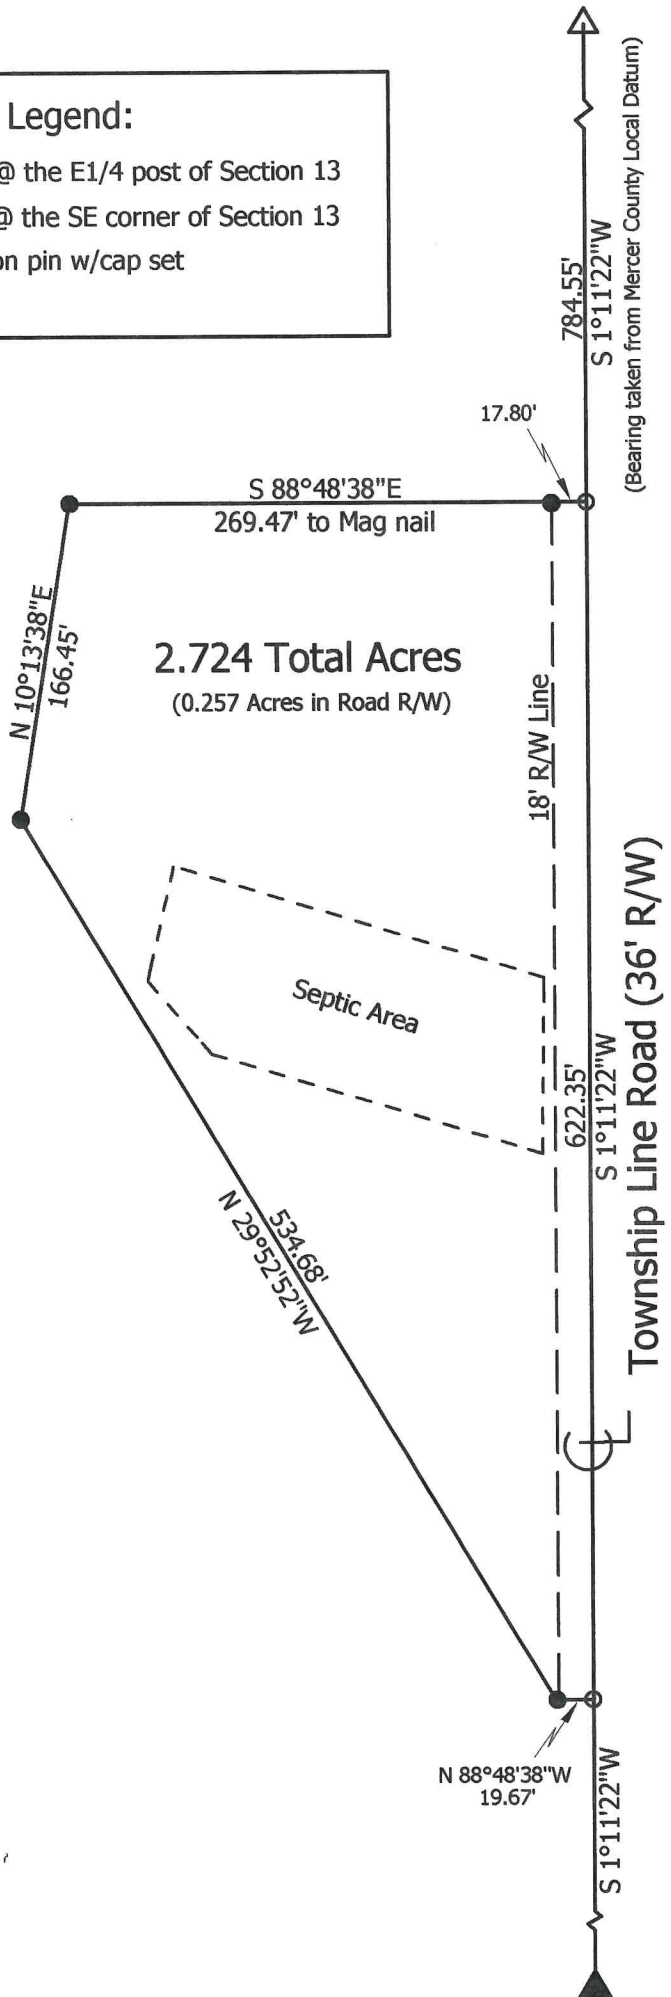 Legend:
@ the E1/4 post of Section 13
@ the SE corner of Section 13
pin w/cap set
784.55'
S 1°11'22"W
(Bearing taken from Mercer County Local Datum)
17.80'
S 88°48'38"E
269.47' to Mag nail
N 10°13'38"E
166.45'
2.724 Total Acres
(0.257 Acres in Road R/W)
18' R/W Line
Septic Area
622.35'
S 1°11'22"W
Township Line Road (36' R/W)
534.68'
N 29°52'52"W
N 88°48'38"W
19.67'
S 1°11'22"W